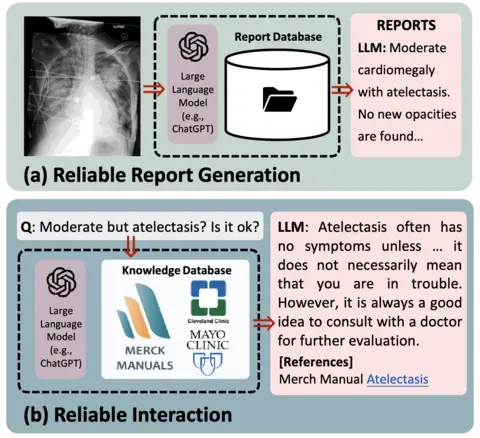 Report Database
Large
Language
Model
(e.g.,
ChatGPT)
REPORTS
LLM: Moderate
cardiomegaly
with atelectasis.
No new opacities
are found…
(a) Reliable Report Generation
Q: Moderate but atelectasis? Is it ok?
Large
Language
Model
(e.g.,
ChatGPT)
Knowledge Database
MERCK
MANUALS
Cleveland Clinic
MAYO
CLINIC
LLM: Atelectasis often has
no symptoms unless … it
does not necessarily mean
that you are in trouble.
However, it is always a good
idea to consult with a doctor
for further evaluation.
[References]
Merch Manual Atelectasis
(b) Reliable Interaction